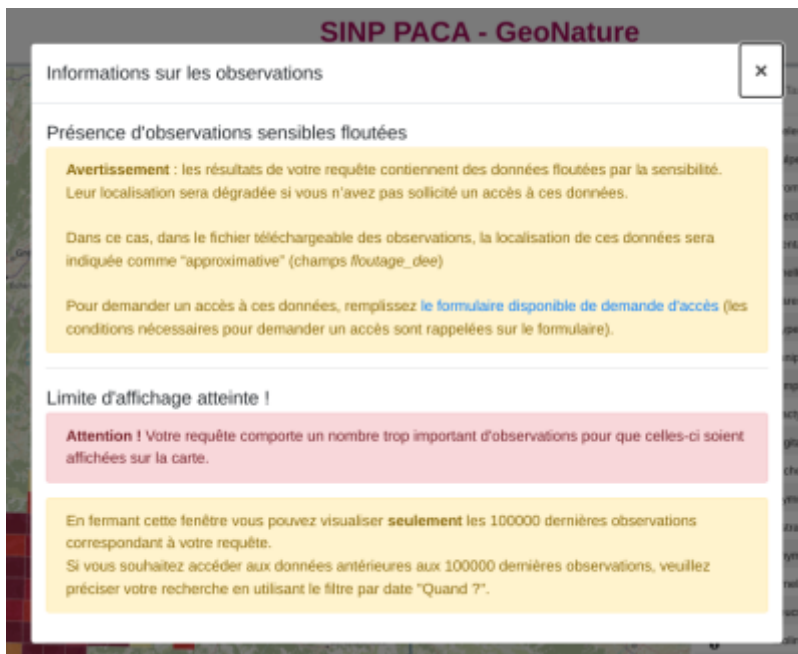 SINP PACA - GeoNature
Informations sur les observations
×
Présence d'observations sensibles floutées
Avertissement : les résultats de votre requête contiennent des données floutées par la sensibilité.
Leur localisation sera dégradée si vous n'avez pas sollicité un accès à ces données.
Dans ce cas, dans le fichier téléchargeable des observations, la localisation de ces données sera
indiquée comme "approximative" (champs floutage_dee)
Pour demander un accès à ces données, remplissez le formulaire disponible de demande d'accès (les
conditions nécessaires pour demander un accès sont rappelées sur le formulaire).
Limite d'affichage atteinte !
Attention ! Votre requête comporte un nombre trop important d'observations pour que celles-ci soient
affichées sur la carte.
En fermant cette fenêtre vous pouvez visualiser seulement les 100000 dernières observations
correspondant à votre requête.
Si vous souhaitez accéder aux données antérieures aux 100000 dernières observations, veuillez
préciser votre recherche en utilisant le filtre par date "Quand ?".